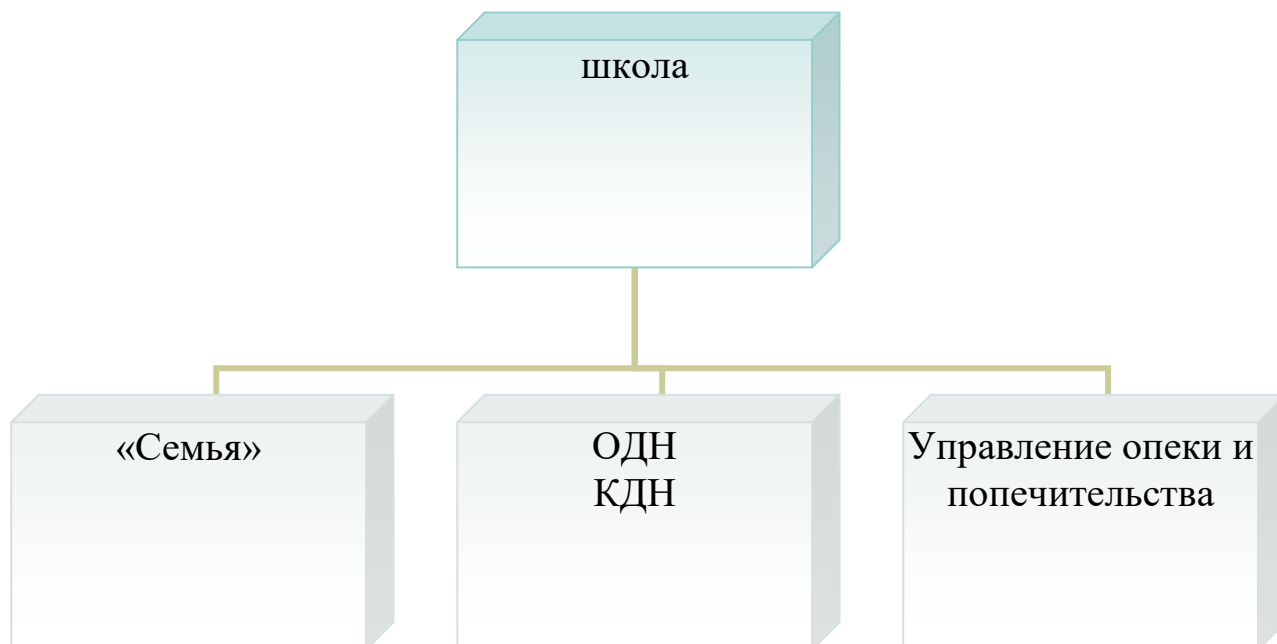 школа
«Семья»
ОДН
КДН
Управление опеки и
попечительства